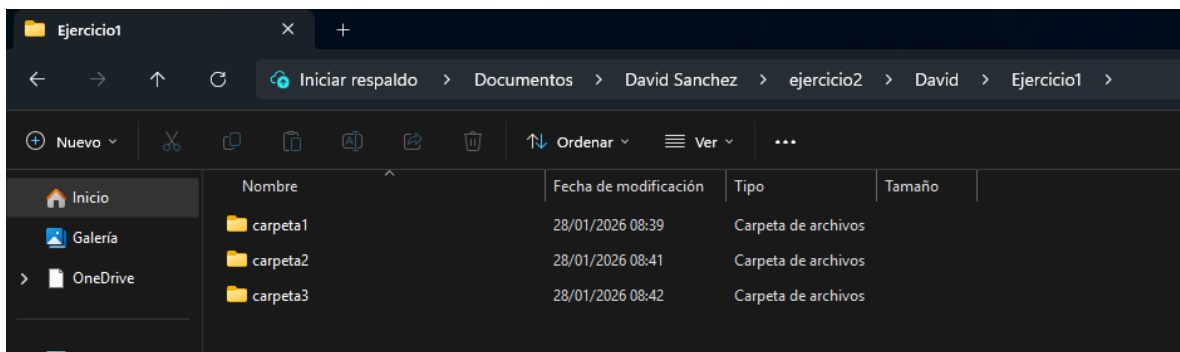 Ejercicio1
Iniciar respaldo > Documentos > David Sanchez > ejercicio2 > David > Ejercicio1 >
Nuevo Ordenar Ver
Nombre Fecha de modificación Tipo Tamaño
Inicio
carpeta1 28/01/2026 08:39 Carpeta de archivos
Galería
carpeta2 28/01/2026 08:41 Carpeta de archivos
OneDrive
carpeta3 28/01/2026 08:42 Carpeta de archivos